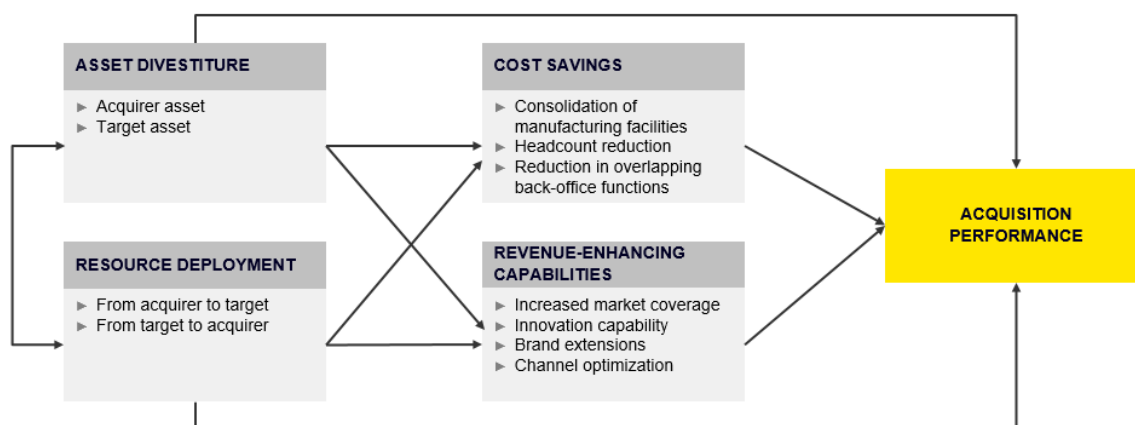 ASSET DIVESTITURE
► Acquirer asset
► Target asset
COST SAVINGS
► Consolidation of
manufacturing facilities
► Headcount reduction
► Reduction in overlapping
back-office functions
RESOURCE DEPLOYMENT
► From acquirer to target
► From target to acquirer
REVENUE-ENHANCING
CAPABILITIES
► Increased market coverage
► Innovation capability
► Brand extensions
► Channel optimization
ACQUISITION
PERFORMANCE